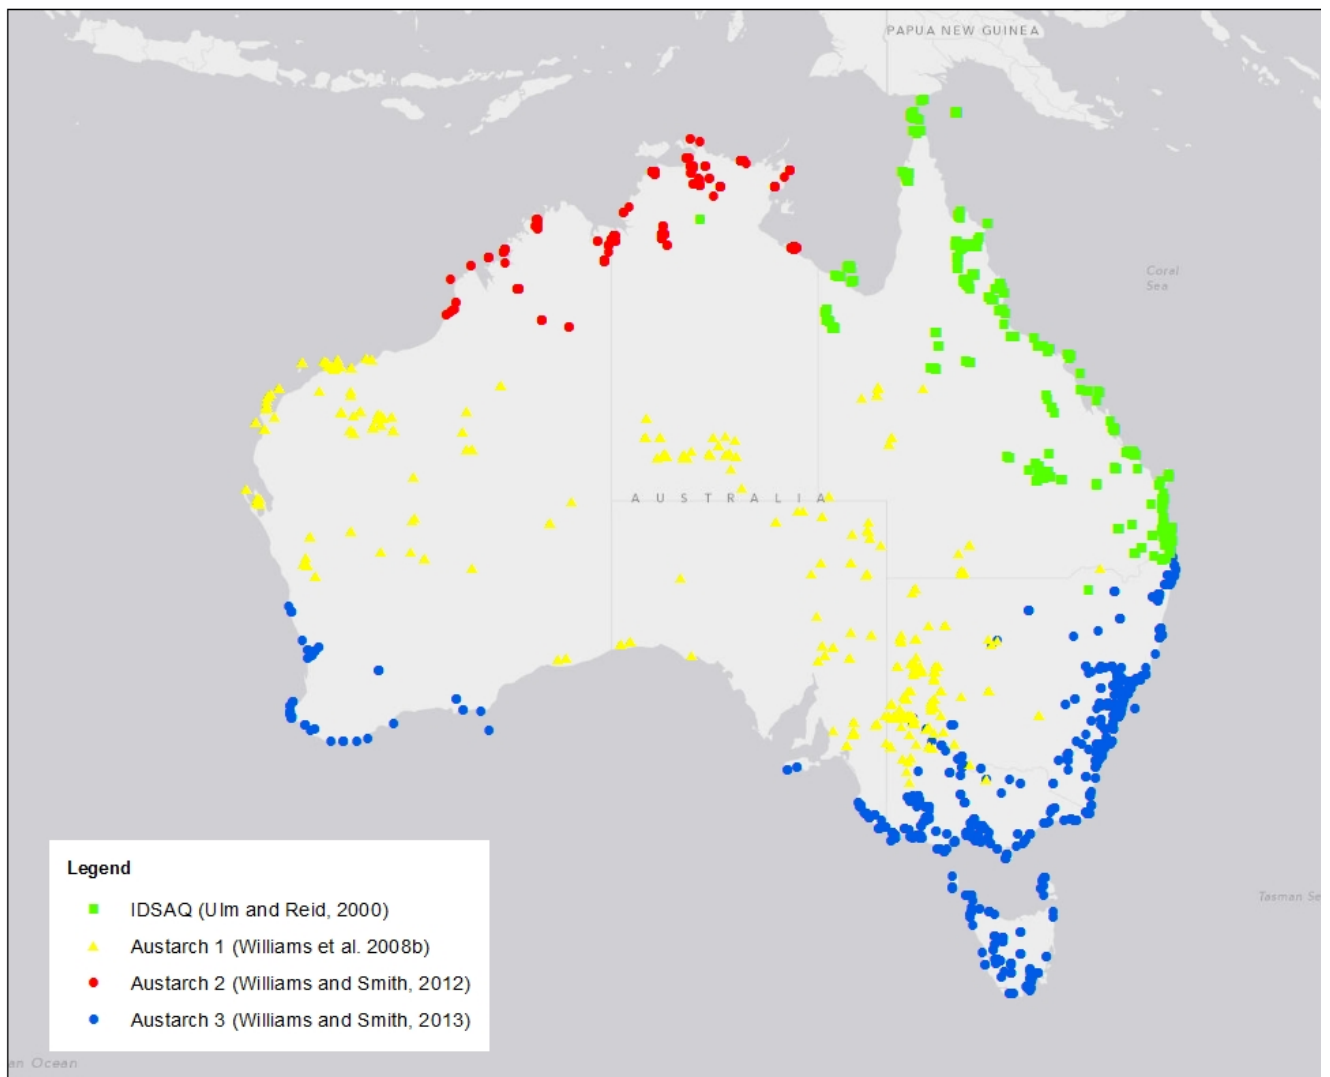 PAPUA NEW GUINEA
Coral
Sea
AUSTRALIA
Legend
IDSAQ (Ulm and Reid, 2000)
Austarch 1 (Williams et al. 2008b)
Austarch 2 (Williams and Smith, 2012)
Austarch 3 (Williams and Smith, 2013)
Tasman Se
an Ocean